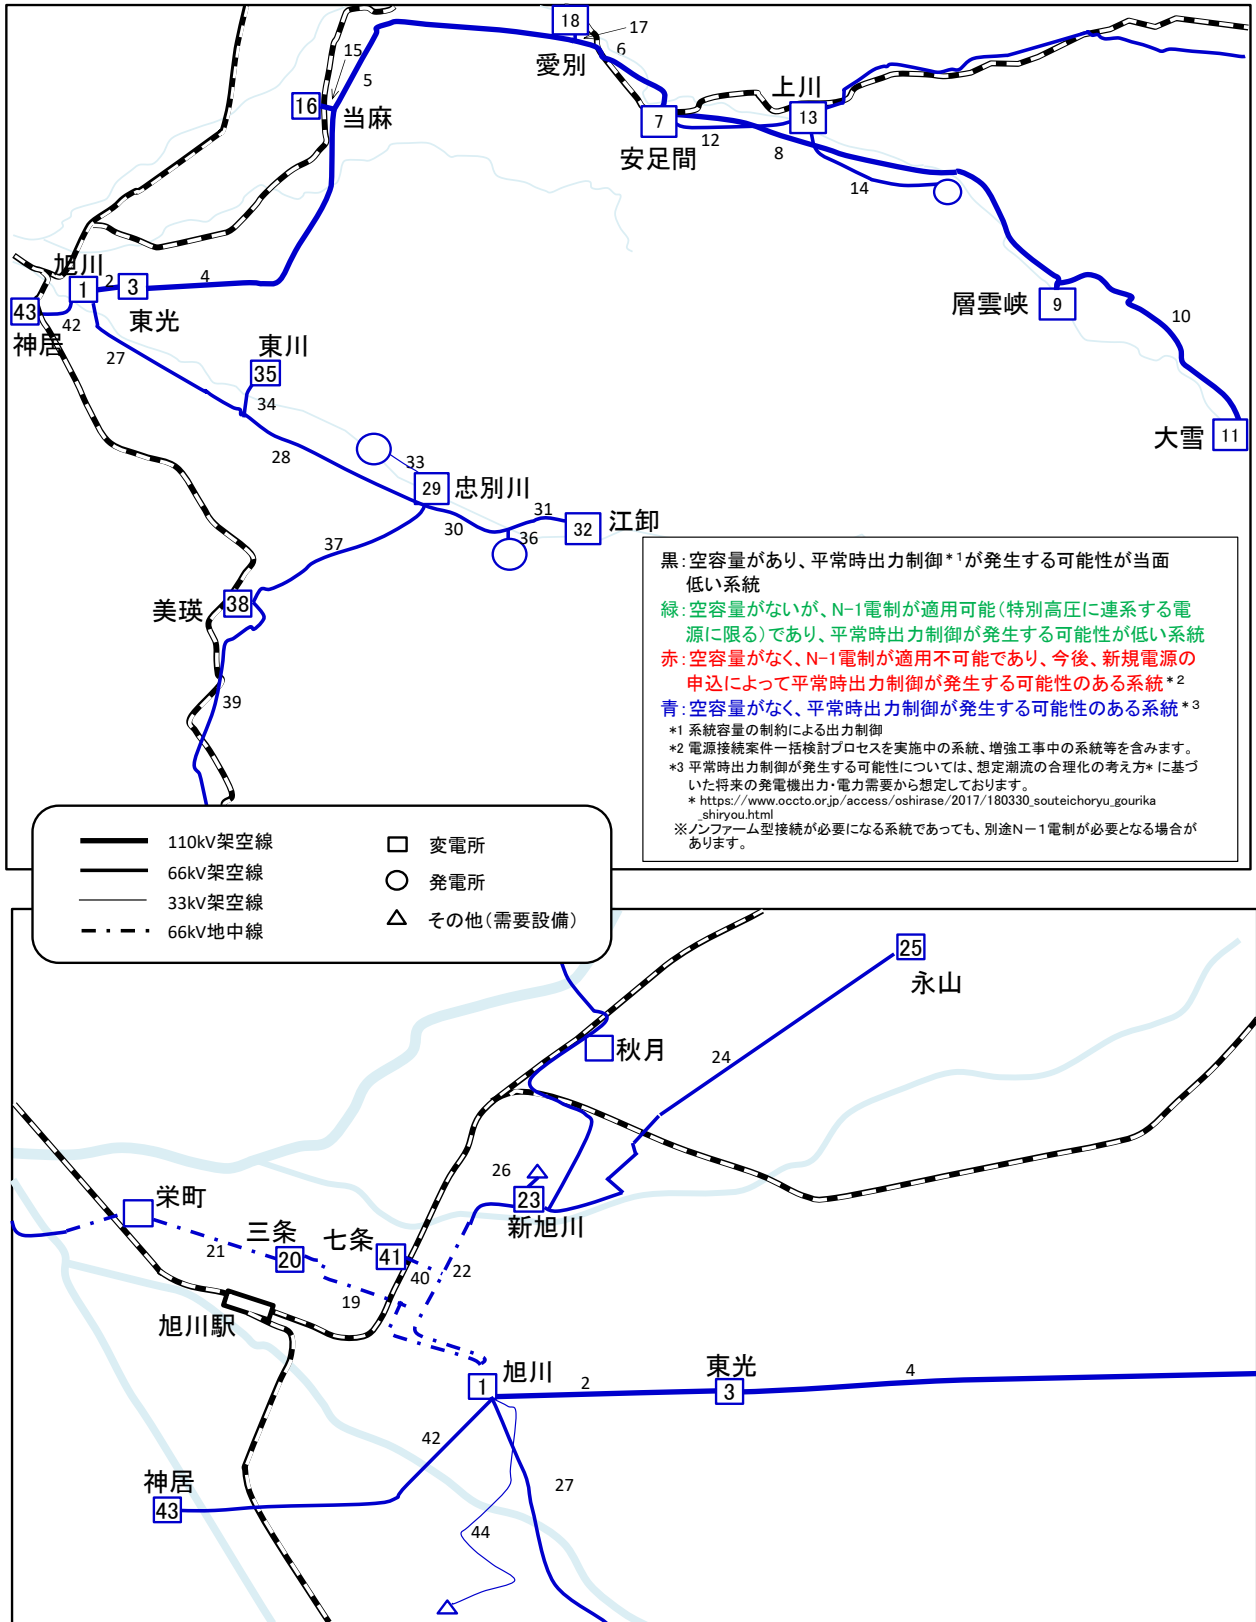 18
17
愛別
6
15
5
16
当麻
上川
7
13
安足間
12
8
14
旭川
1
2
3
4
東光
43
神居
42
27
9
層雲峡
10
東川
35
34
大雪
11
28
33
29
忠別川
31
30
36
32
江卸
37
美瑛
38
39
黒:空容量があり、平常時出力制御*1が発生する可能性が当面
低い系統
緑:空容量がないが、N-1電制が適用可能(特別高圧に連系する電
源に限る)であり、平常時出力制御が発生する可能性が低い系統
赤:空容量がなく、N-1電制が適用不可能であり、今後、新規電源の
申込によって平常時出力制御が発生する可能性のある系統*2
青:空容量がなく、平常時出力制御が発生する可能性のある系統*3
*1 系統容量の制約による出力制御
*2 電源接続案件一括検討プロセスを実施中の系統、増強工事中の系統等を含みます。
*3 平常時出力制御が発生する可能性については、想定潮流の合理化の考え方* に基づ
いた将来の発電機出力・電力需要から想定しております。
* https://www.occto.or.jp/access/oshirase/2017/180330_souteichoryu_gourika
_shiryou.html
※ノンファーム型接続が必要になる系統であっても、別途N-1電制が必要となる場合が
あります。
110kV架空線
66kV架空線
33kV架空線
66kV地中線
変電所
発電所
その他(需要設備)
25
永山
秋月
24
26
23
新旭川
栄町
21
三条
20
七条
41
40
22
19
旭川駅
旭川
1
2
東光
3
4
42
神居
43
27
44